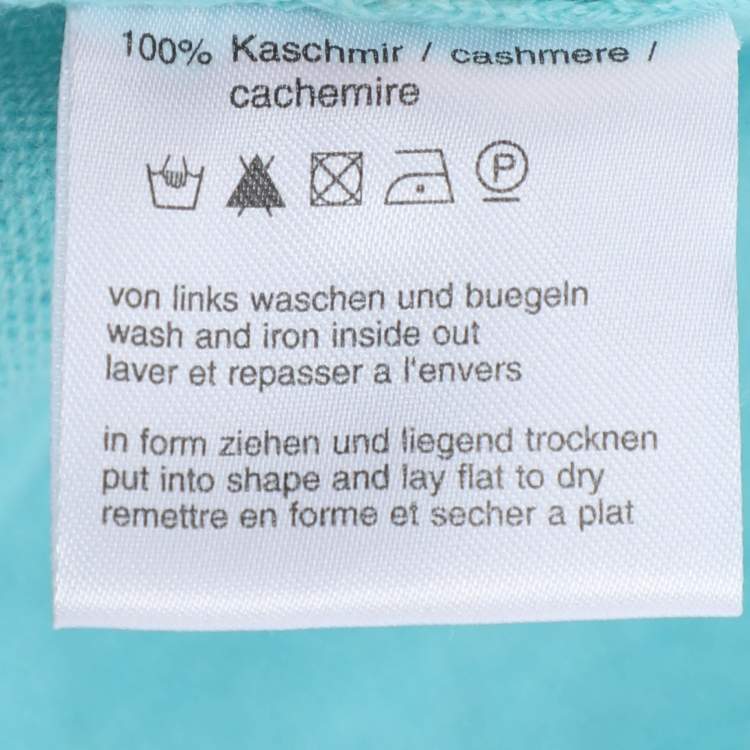 100% Kaschmir / cashmere /
cachemire
P
von links waschen und buegeln
wash and iron inside out
laver et repasser a l'envers
in form ziehen und liegend trocknen
put into shape and lay flat to dry
remettre en forme et secher a plat